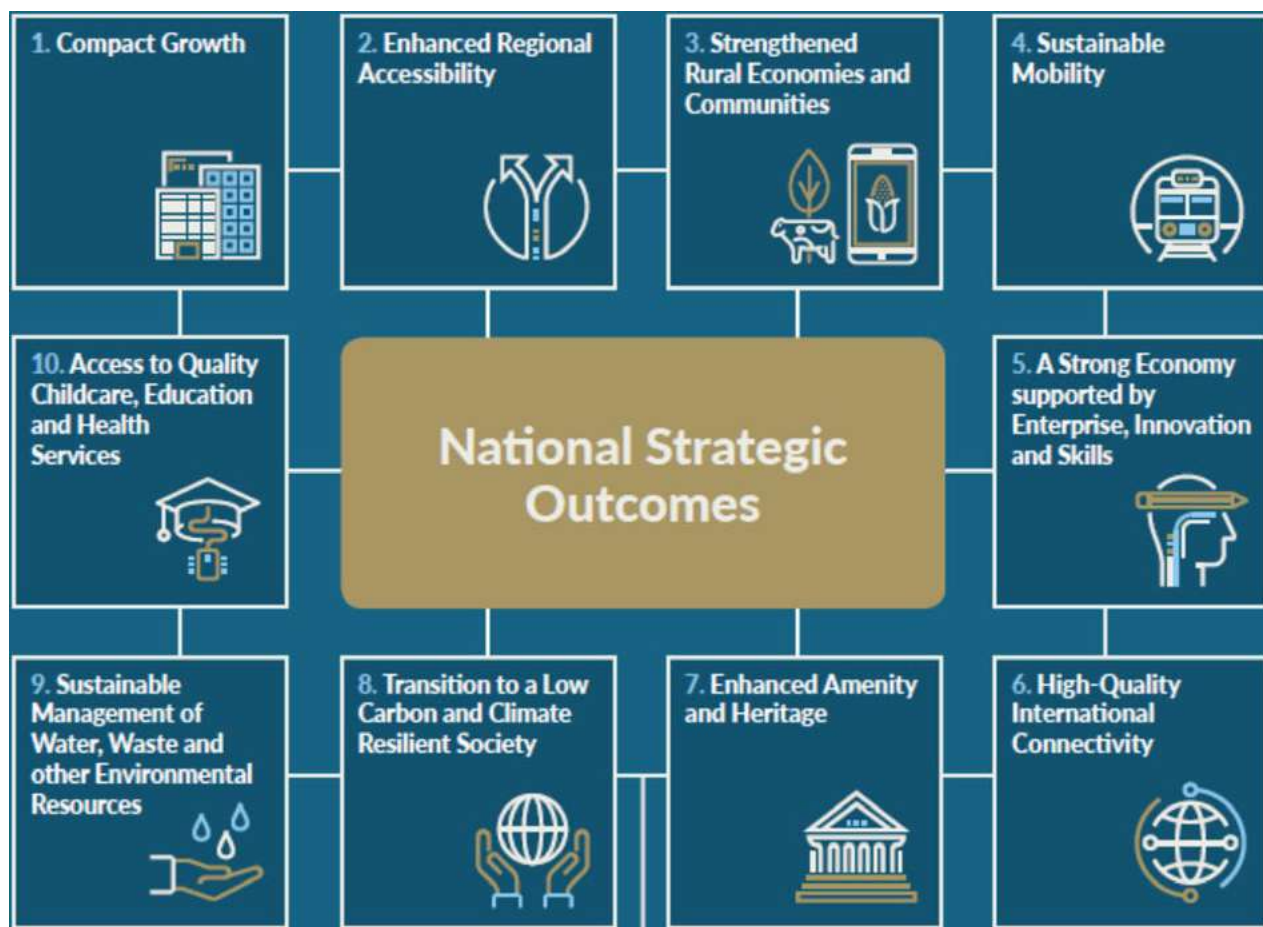 1. Compact Growth
2. Enhanced Regional
Accessibility
3. Strengthened
Rural Economies and
Communities
4. Sustainable
Mobility
10. Access to Quality
Childcare, Education
and Health
Services
National Strategic
Outcomes
5. A Strong Economy
supported by
Enterprise, Innovation
and Skills
9. Sustainable
Management of
Water, Waste and
other Environmental
Resources
8. Transition to a Low
Carbon and Climate
Resilient Society
7. Enhanced Amenity
and Heritage
6. High-Quality
International
Connectivity